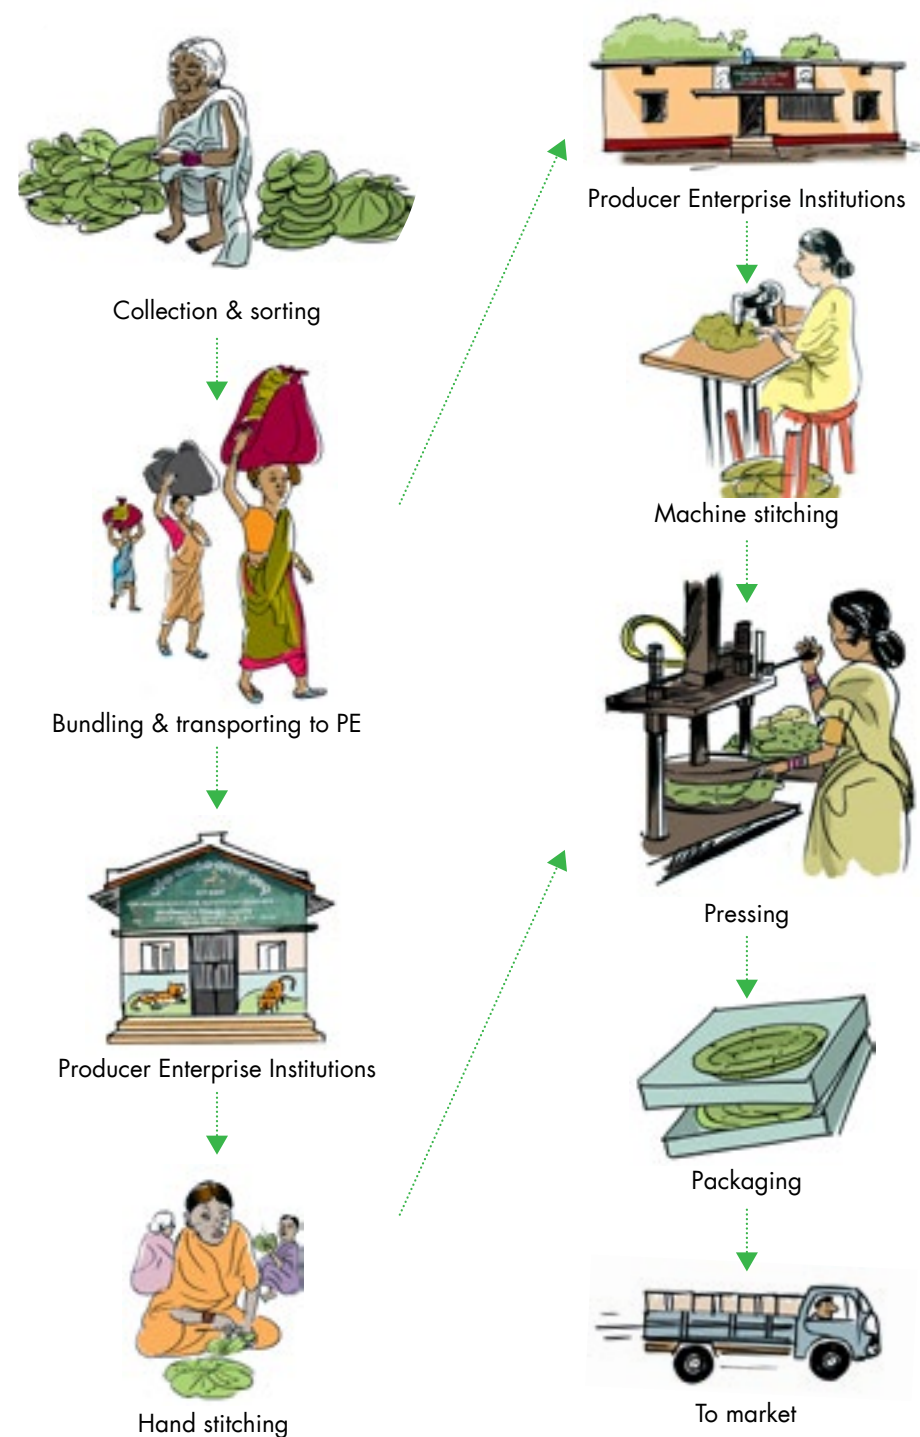 Collection & sorting
Bundling & transporting to PE
Producer Enterprise Institutions
Hand stitching
Producer Enterprise Institutions
Machine stitching
Pressing
Packaging
To market